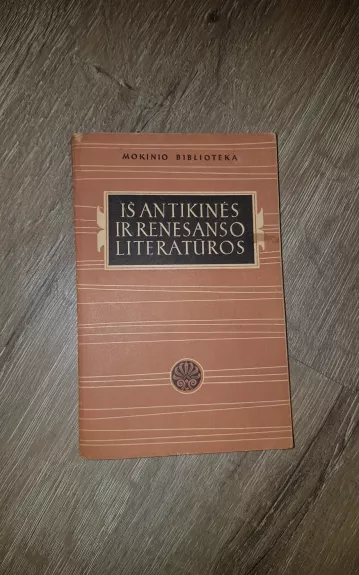 MOKINIO BIBLIOTEKA
IŠ ANTIKINĖS
IR RENESANSO
LITERATŪROS